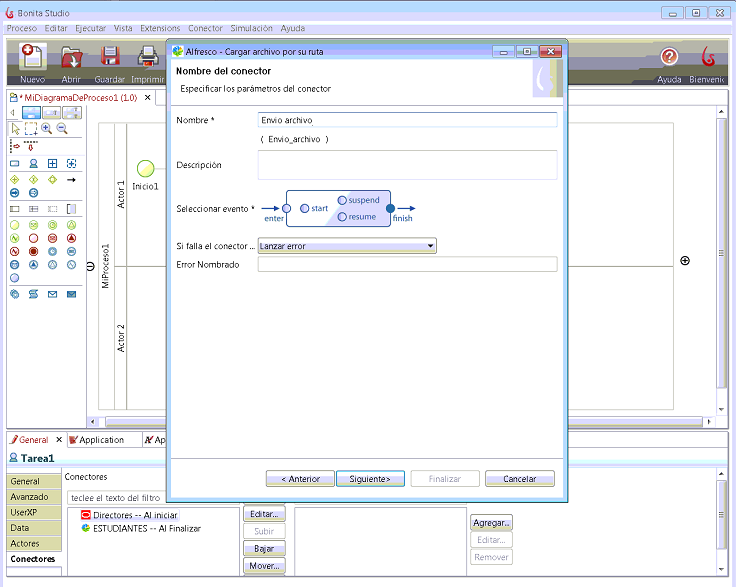 Bonita Studio
Proceso Editar Ejecutar Vista Extensions Conector Simulación Ayuda
Nuevo Abrir Guardar Imprimir Ayuda Bienvenic
*MiDiagramaDeProceso1 (1.0)
Alfresco - Cargar archivo por su ruta
Nombre del conector
Especificar los parámetros del conector
Nombre * Envio archivo
( Envio_archivo )
Descripción
Seleccionar evento * enter start suspend resume finish
Si falla el conector ... Lanzar error
Error Nombrado
< Anterior Siguiente> Finalizar Cancelar
Inicio1
Actor 1
MiProceso1
Actor 2
General Application Ap
Tarea1
General
Avanzado
UserXP
Data
Actores
Conectores
Conectores
teclee el texto del filtro
Directores -- Al iniciar
ESTUDIANTES -- Al Finalizar
Editar...
Subir
Bajar
Mover...
Agregar..
Editar...
Remover